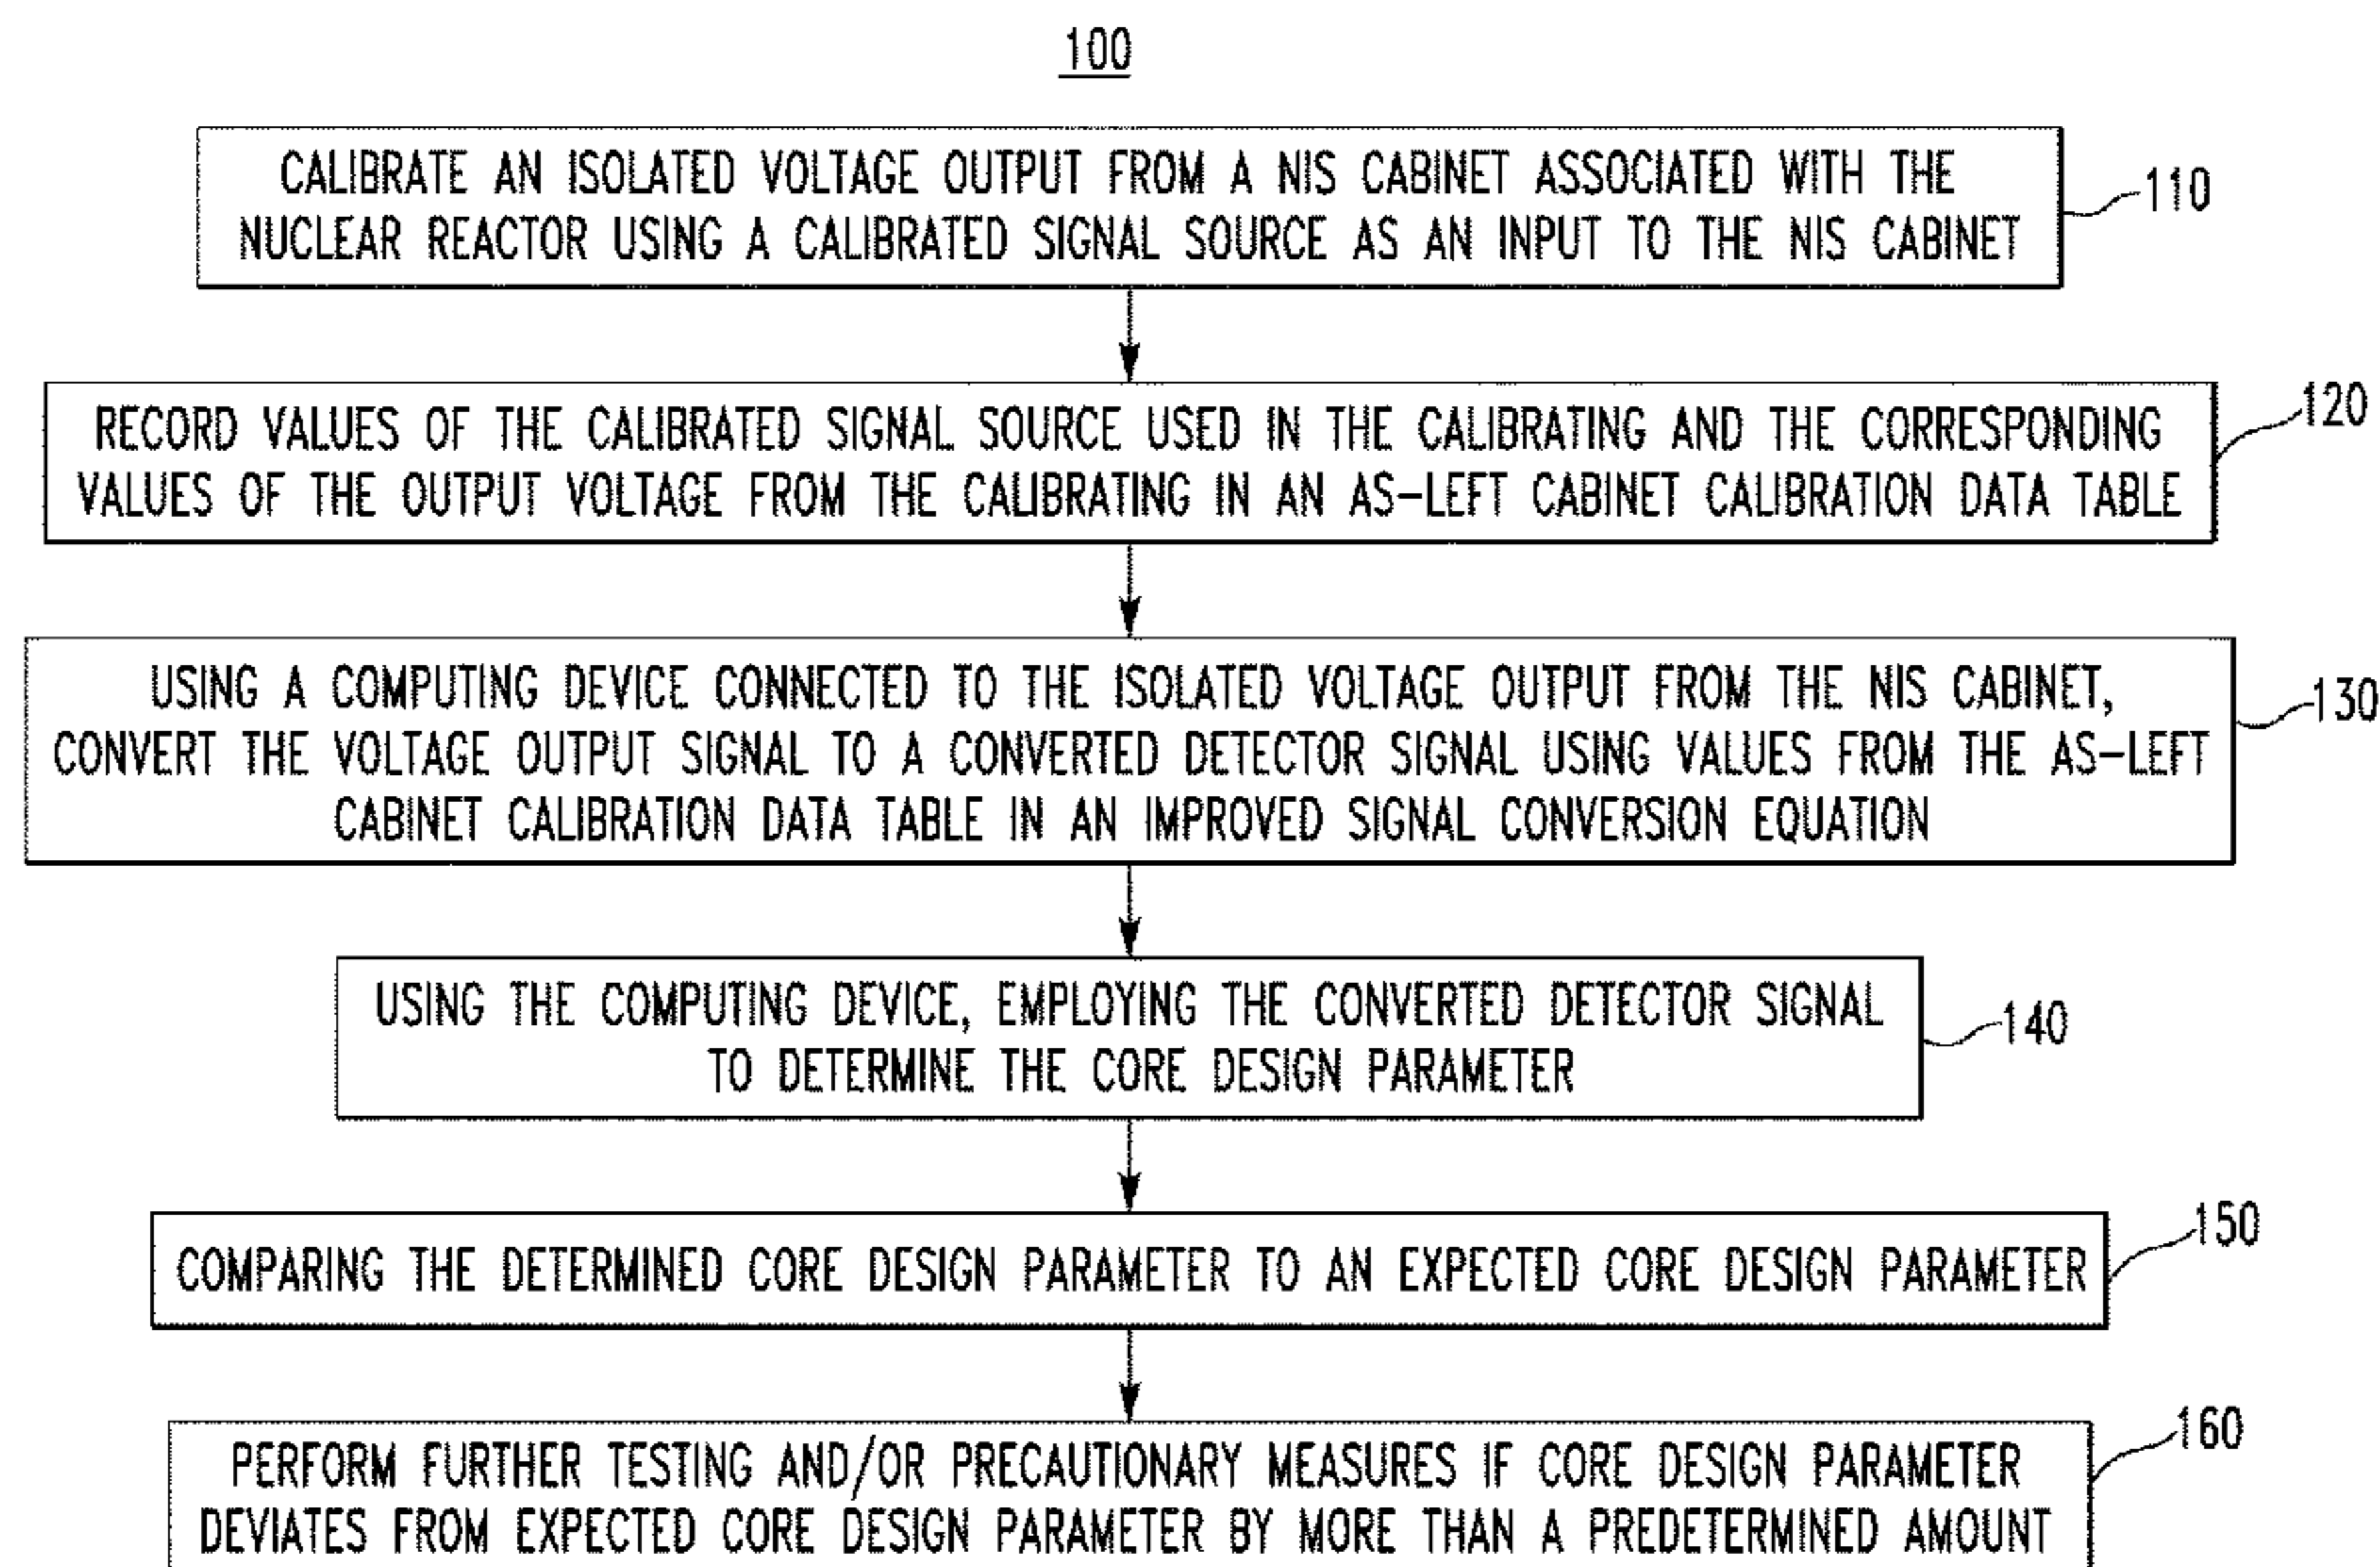 100
CALIBRATE AN ISOLATED VOLTAGE OUTPUT FROM A NIS CABINET ASSOCIATED WITH THE
NUCLEAR REACTOR USING A CALIBRATED SIGNAL SOURCE AS AN INPUT TO THE NIS CABINET
110
RECORD VALUES OF THE CALIBRATED SIGNAL SOURCE USED IN THE CALIBRATING AND THE CORRESPONDING
VALUES OF THE OUTPUT VOLTAGE FROM THE CALIBRATING IN AN AS-LEFT CABINET CALIBRATION DATA TABLE
120
USING A COMPUTING DEVICE CONNECTED TO THE ISOLATED VOLTAGE OUTPUT FROM THE NIS CABINET,
CONVERT THE VOLTAGE OUTPUT SIGNAL TO A CONVERTED DETECTOR SIGNAL USING VALUES FROM THE AS-LEFT
CABINET CALIBRATION DATA TABLE IN AN IMPROVED SIGNAL CONVERSION EQUATION
130
USING THE COMPUTING DEVICE, EMPLOYING THE CONVERTED DETECTOR SIGNAL
TO DETERMINE THE CORE DESIGN PARAMETER
140
COMPARING THE DETERMINED CORE DESIGN PARAMETER TO AN EXPECTED CORE DESIGN PARAMETER
150
PERFORM FURTHER TESTING AND/OR PRECAUTIONARY MEASURES IF CORE DESIGN PARAMETER
DEVIATES FROM EXPECTED CORE DESIGN PARAMETER BY MORE THAN A PREDETERMINED AMOUNT
160